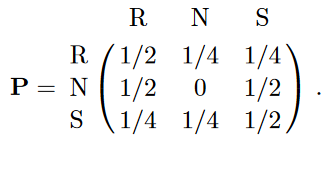 R N S
R 1/2 1/4 1/4
P = N 1/2 0 1/2 .
S 1/4 1/4 1/2